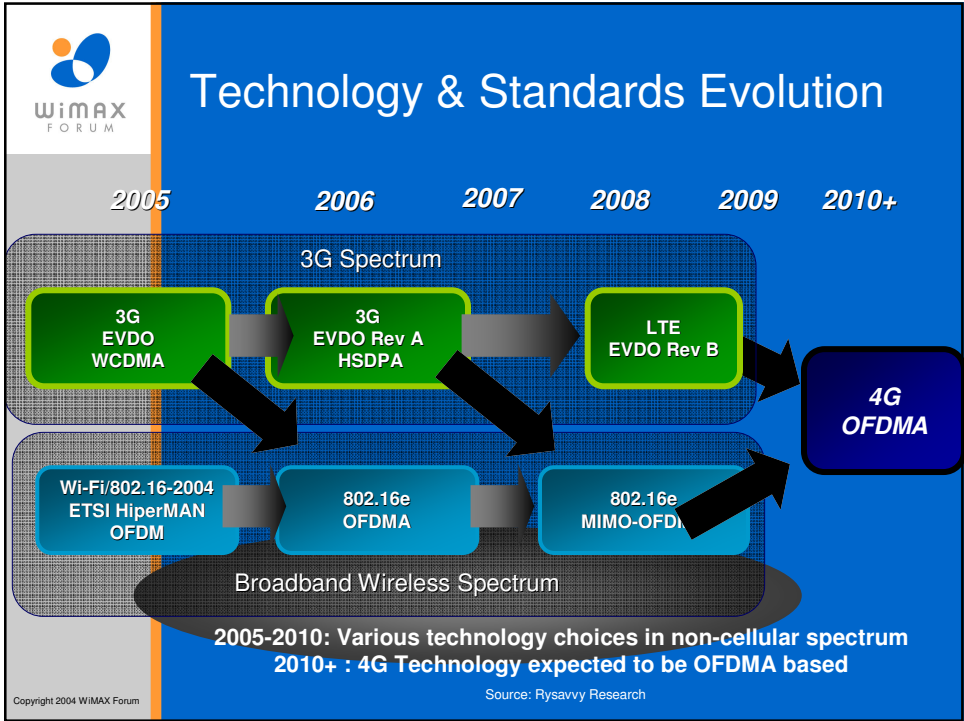 WiMAX
FORUM
Technology & Standards Evolution
2005 2006 2007 2008 2009 2010+
3G Spectrum
3G
EVDO
WCDMA
3G
EVDO Rev A
HSDPA
LTE
EVDO Rev B
4G
OFDMA
Wi-Fi/802.16-2004
ETSI HiperMAN
OFDM
802.16e
OFDMA
802.16e
Broadband Wireless Spectrum
2005-2010: Various technology choices in non-cellular spectrum
2010+ : 4G Technology expected to be OFDMA based
Source: Rysavvy Research
Copyright 2004 WiMAX Forum